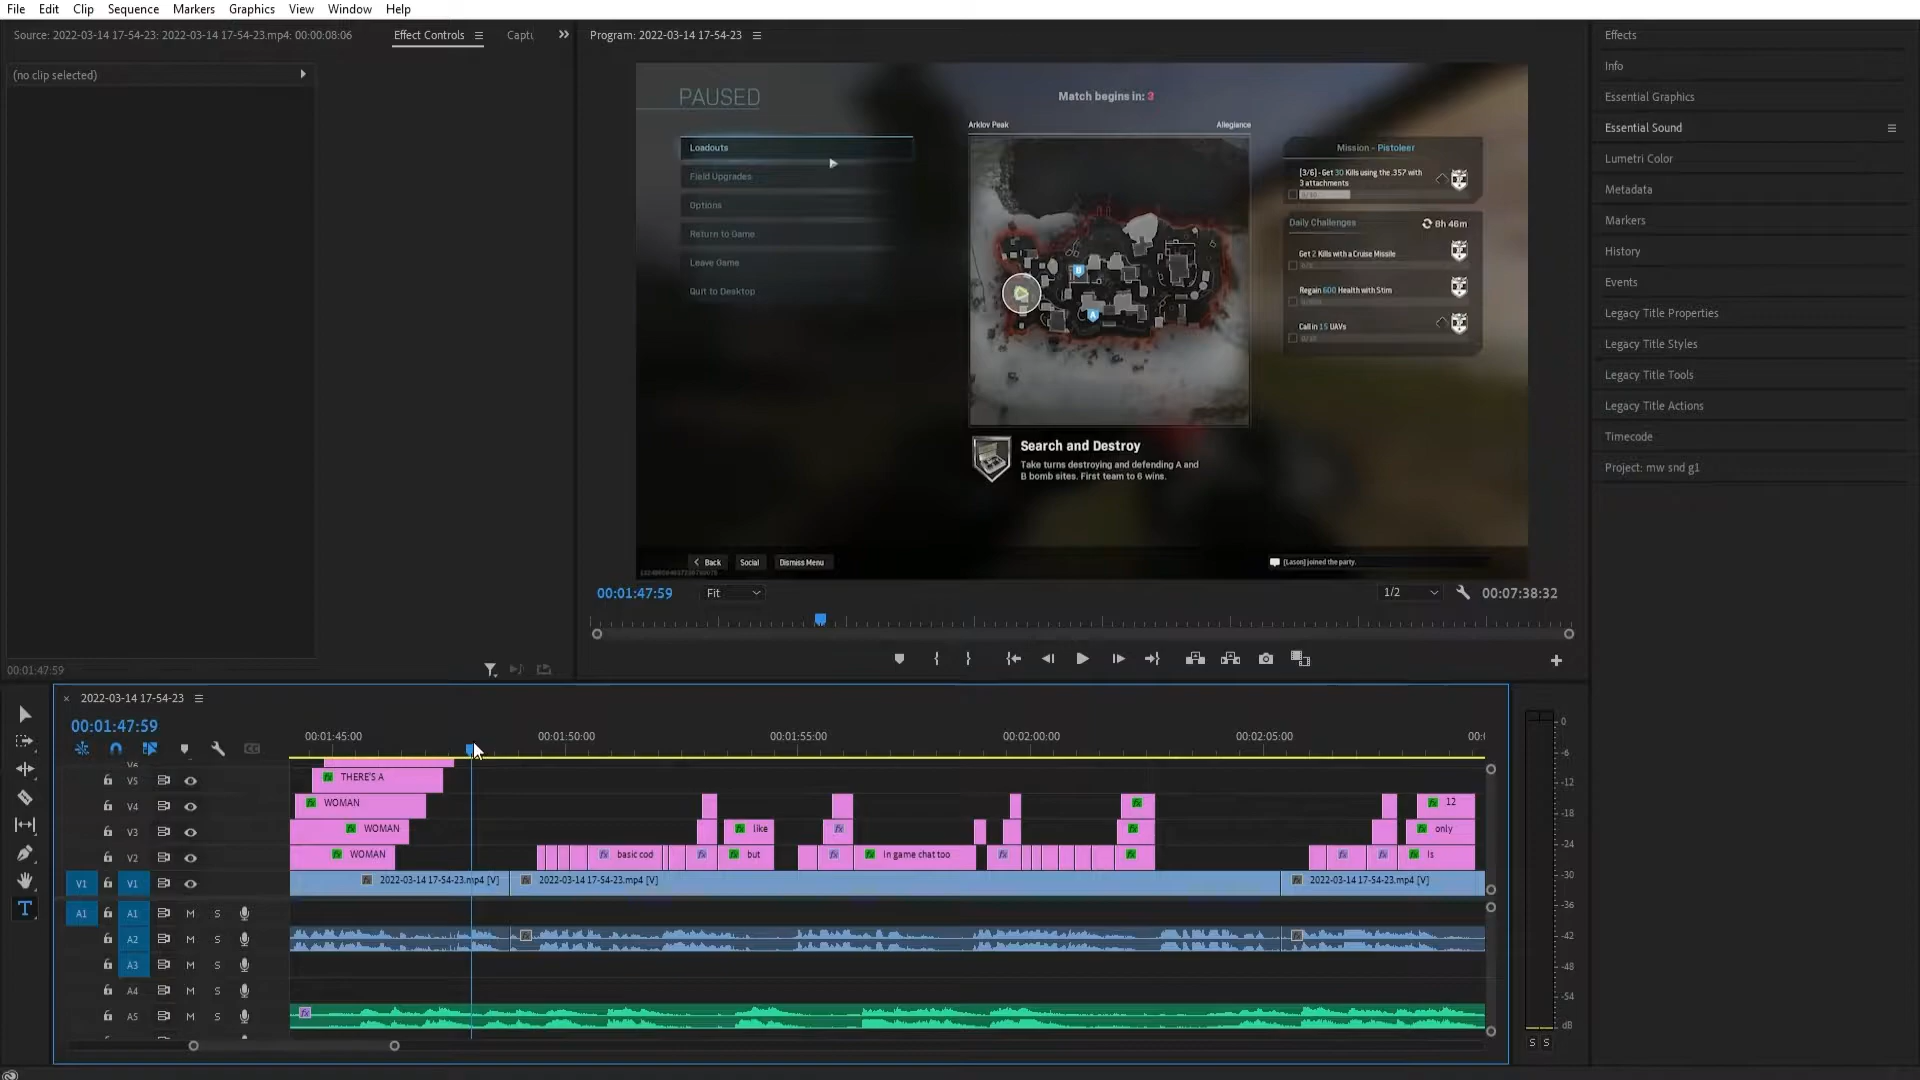 File Edit Clip Sequence Markers Graphics View Window Help
Source: 2022-03-14 17-54-23: 2022-03-14 17-54-23.mp4: 00:00:08:06
Effect Controls
Capti
Program: 2022-03-14 17-54-23
(no clip selected)
PAUSED
Loadouts
Field Upgrades
Options
Return to Game
Leave Game
Quit to Desktop
Match begins in: 3
Arklov Peak
Allegiance
B
A
Search and Destroy
Take turns destroying and defending A and
B bomb sites. First team to 6 wins.
Mission - Pistoleer
[3/6] - Get 30 Kills using the .357 with
3 attachments
Daily Challenges
8h 46m
Get 2 Kills with a Cruise Missile
Regain 600 Health with Stim
Call in 15 UAVs
Back
Social
Dismiss Menu
[Lason] joined the party.
00:01:47:59
Fit
1/2
00:07:38:32
Effects
Info
Essential Graphics
Essential Sound
Lumetri Color
Metadata
Markers
History
Events
Legacy Title Properties
Legacy Title Styles
Legacy Title Tools
Legacy Title Actions
Timecode
Project: mw snd g1
00:01:47:59
2022-03-14 17-54-23
00:01:47:59
00:01:45:00
00:01:50:00
00:01:55:00
00:02:00:00
00:02:05:00
V5
THERE'S A
V4
WOMAN
12
V3
WOMAN
like
only
V2
WOMAN
basic cod
but
in game chat too
is
V1
V1
2022-03-14 17-54-23.mp4 [V]
2022-03-14 17-54-23.mp4 [V]
2022-03-14 17-54-23.mp4 [V]
A1
A1 M S
A2 M S
A3 M S
A4 M S
A5 M S
0
-6
-12
-18
-24
-30
-36
-42
-48
-54
dB
S S